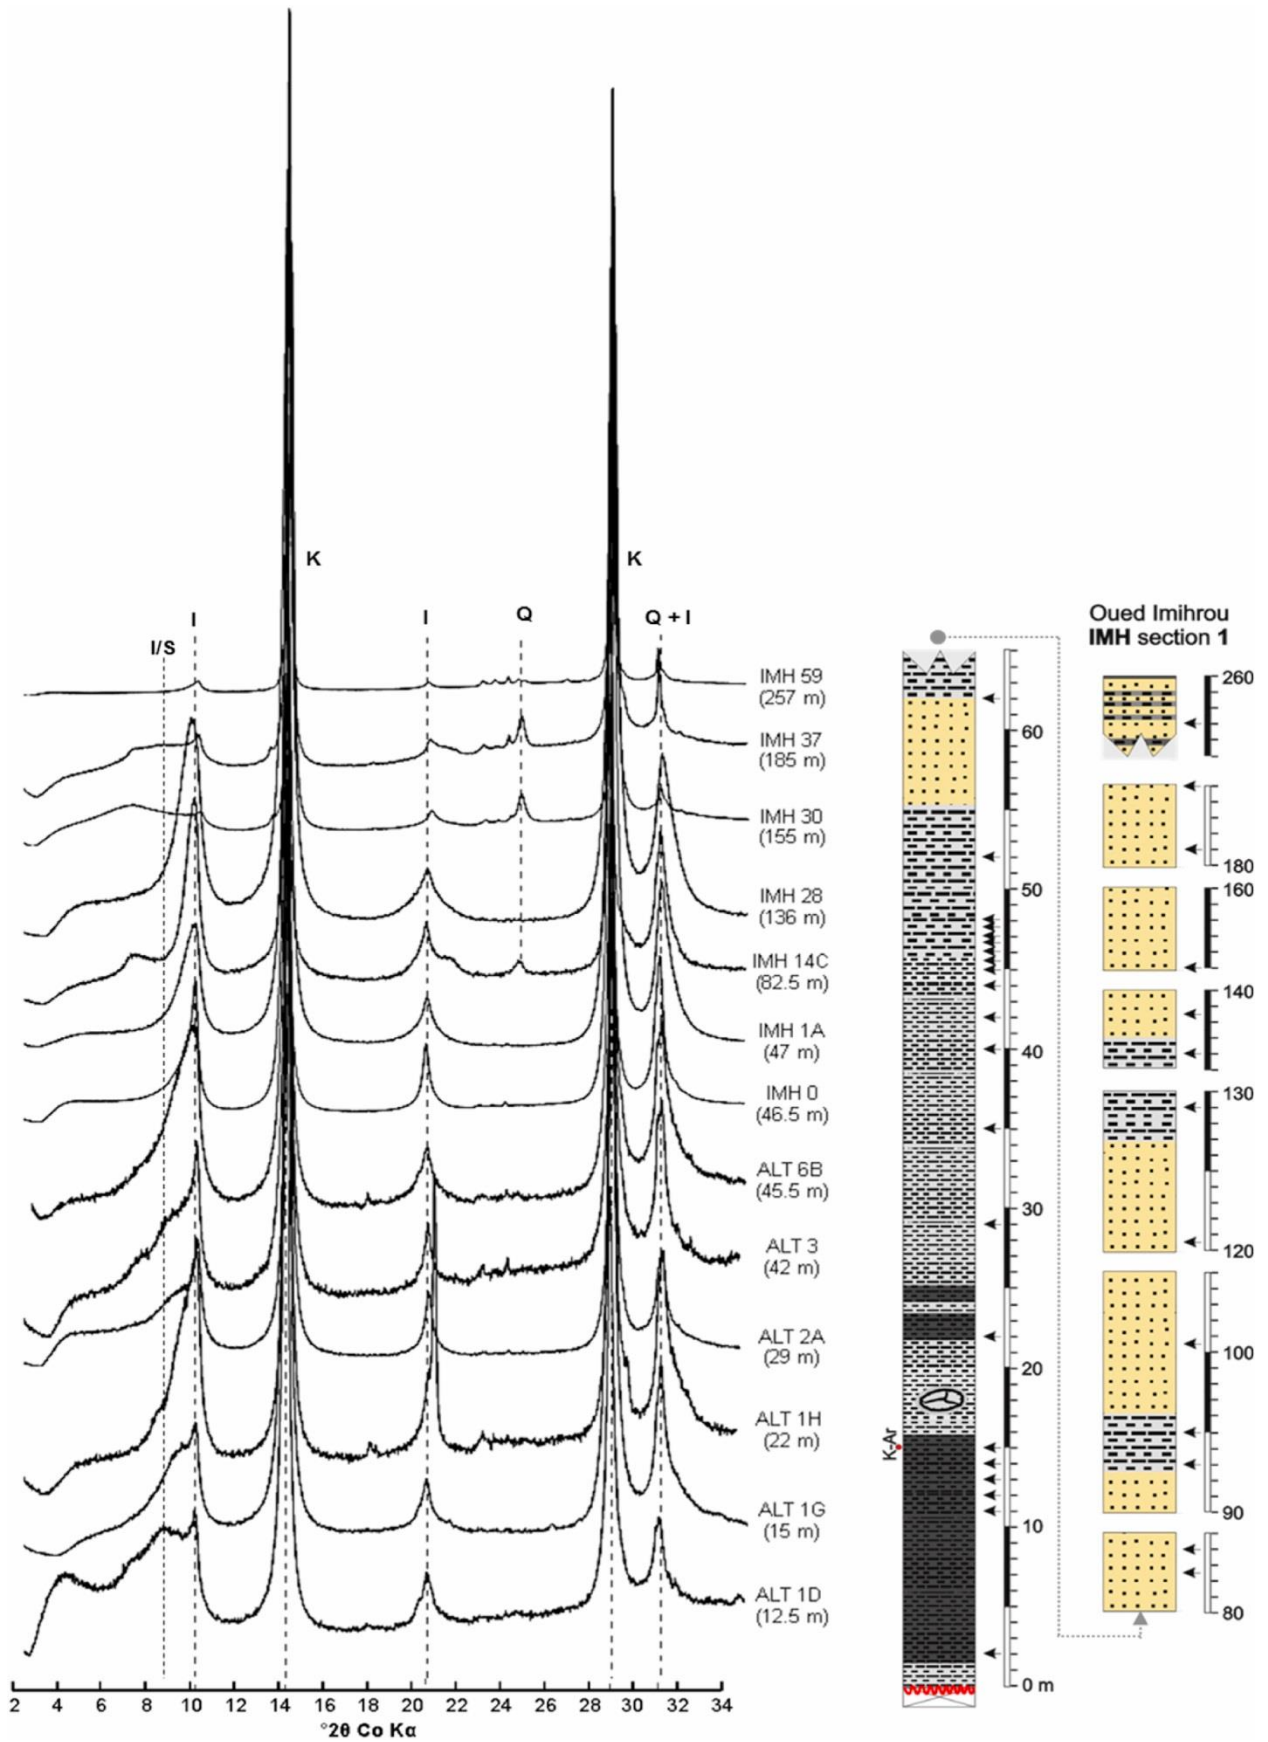 K
K
I
I
Q
Q + I
I/S
IMH 59
(257 m)
IMH 37
(185 m)
IMH 30
(155 m)
IMH 28
(136 m)
IMH 14C
(82.5 m)
IMH 1A
(47 m)
IMH 0
(46.5 m)
ALT 6B
(45.5 m)
ALT 3
(42 m)
ALT 2A
(29 m)
ALT 1H
(22 m)
ALT 1G
(15 m)
ALT 1D
(12.5 m)
2 4 6 8 10 12 14 16 18 20 22 24 26 28 30 32 34
°2θ Co Kα
60
50
40
30
20
10
0 m
K-Ar
Oued Imihrou
IMH section 1
260
180
160
150
140
130
120
100
90
80